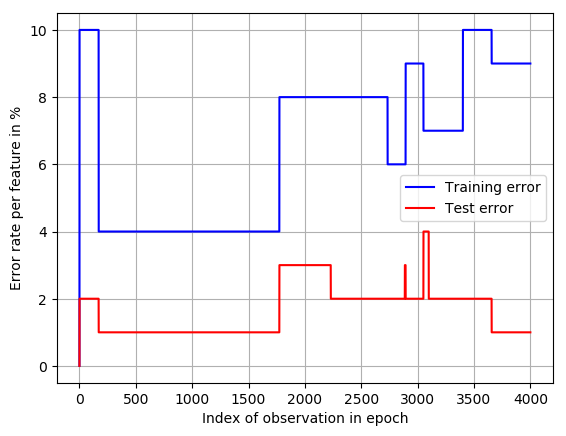 10
8
6
4
2
0
Error rate per feature in %
Training error
Test error
0 500 1000 1500 2000 2500 3000 3500 4000
Index of observation in epoch